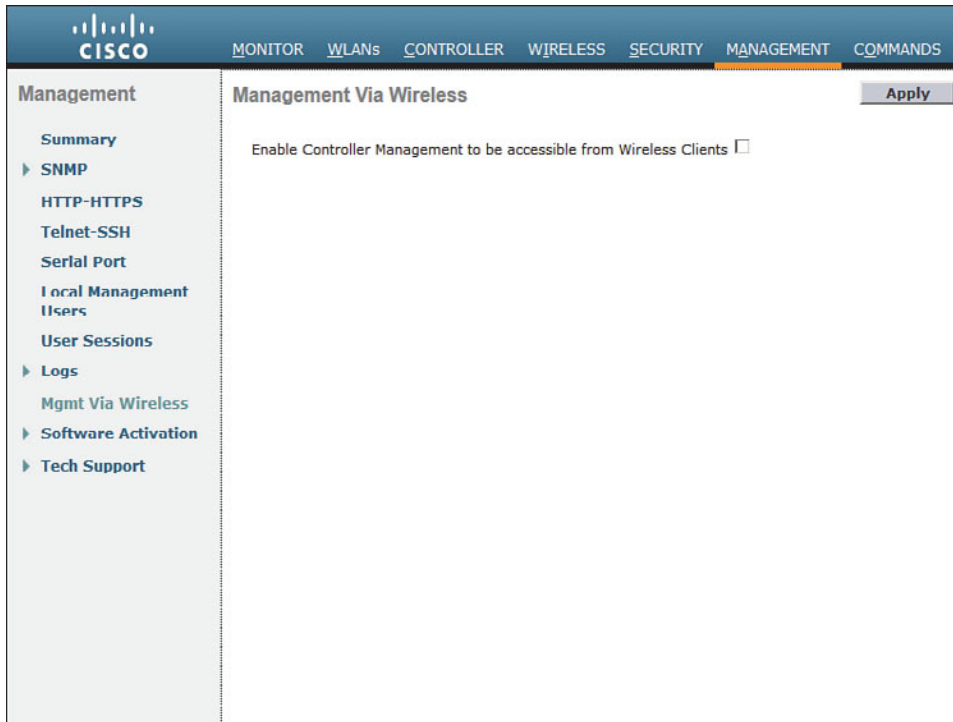 CISCO
MONITOR WLANs CONTROLLER WIRELESS SECURITY MANAGEMENT COMMANDS
Management
Summary
SNMP
HTTP-HTTPS
Telnet-SSH
Serial Port
Local Management
Users
User Sessions
Logs
Mgmt Via Wireless
Software Activation
Tech Support
Management Via Wireless
Apply
Enable Controller Management to be accessible from Wireless Clients